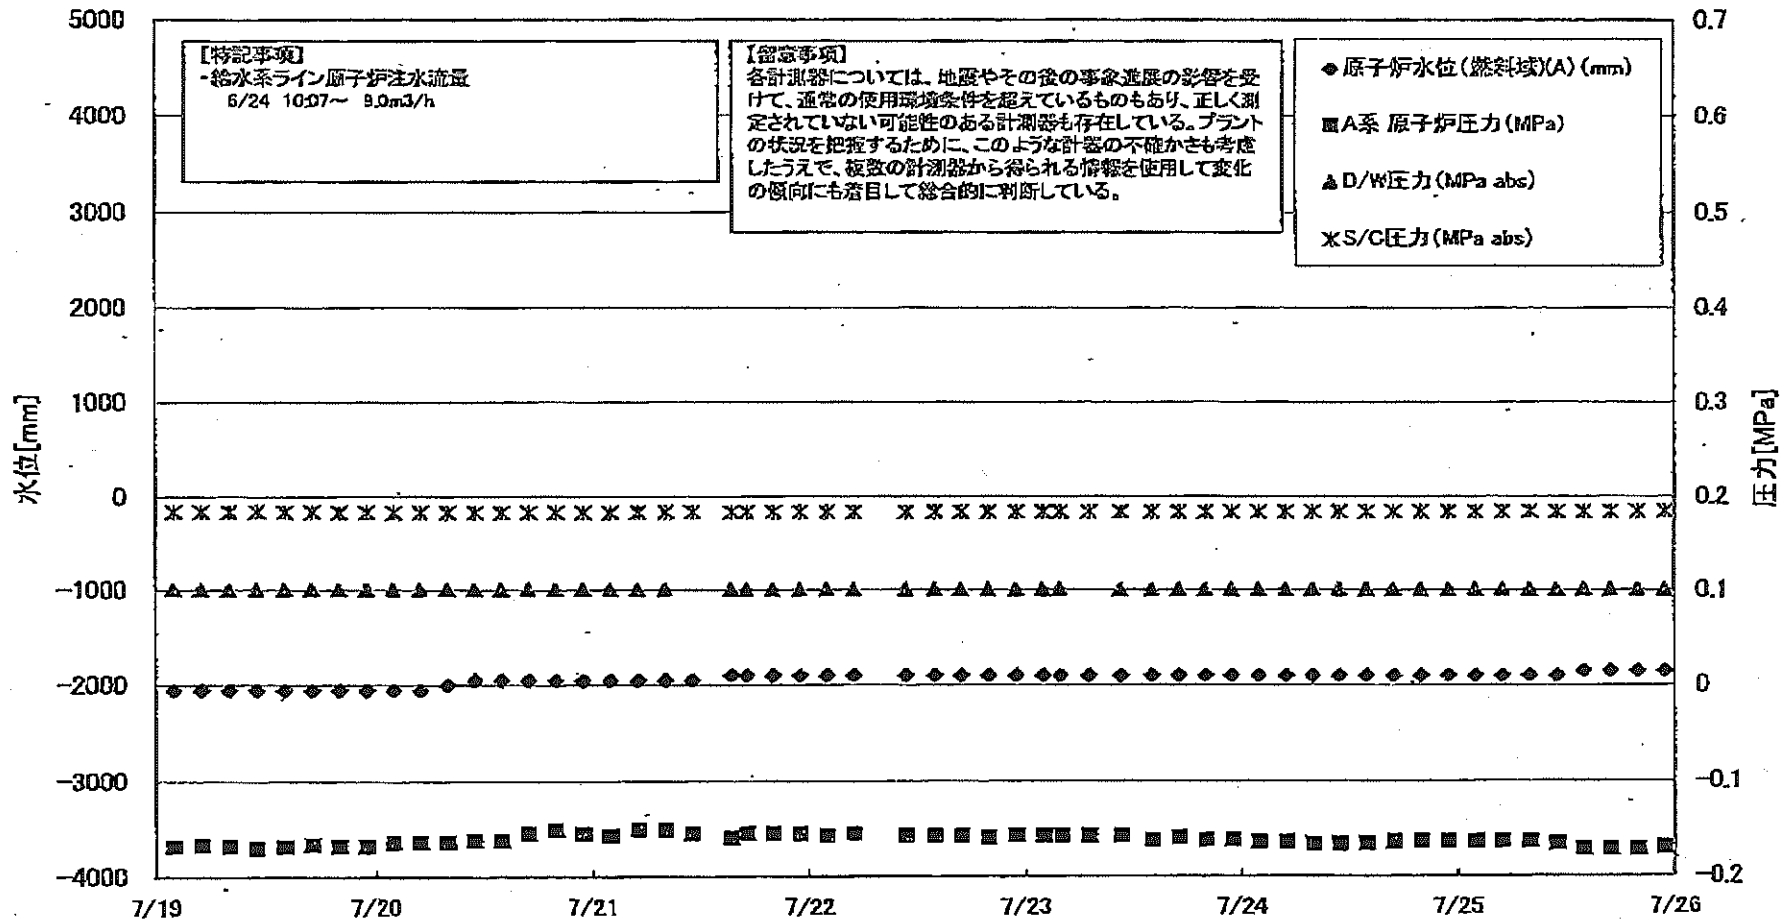 5000
4000
3000
2000
1000
0
-1000
-2000
-3000
-4000
水位[mm]
【特記事項】
・給水系ライン原子炉注水流量
6/24 10:07～ 9.0m3/h
【留意事項】
各計測器については、地震やその後の事象進展の影響を受
けて、通常の使用環境条件を超えているものもあり、正しく測
定されていない可能性のある計測器も存在している。プラント
の状況を把握するために、このような計器の不確かさも考慮
したうえで、複数の計測器から得られる情報を使用して変化
の傾向にも着目して総合的に判断している。
原子炉水位(燃料域)(A)(mm)
A系 原子炉圧力(MPa)
D/W圧力(MPa abs)
S/C圧力(MPa abs)
0.7
0.6
0.5
0.4
0.3
0.2
0.1
0
-0.1
-0.2
圧力[MPa]
7/19
7/20
7/21
7/22
7/23
7/24
7/25
7/26